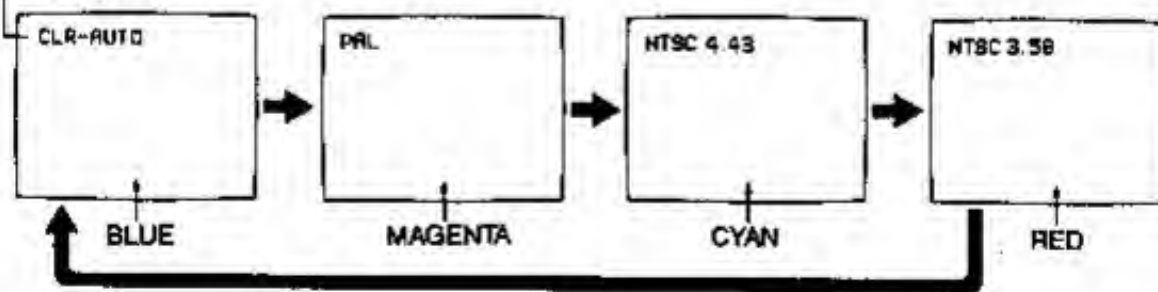 CLR-AUTO
PAL
NTSC 4.43
NTSC 3.58
BLUE
MAGENTA
CYAN
RED